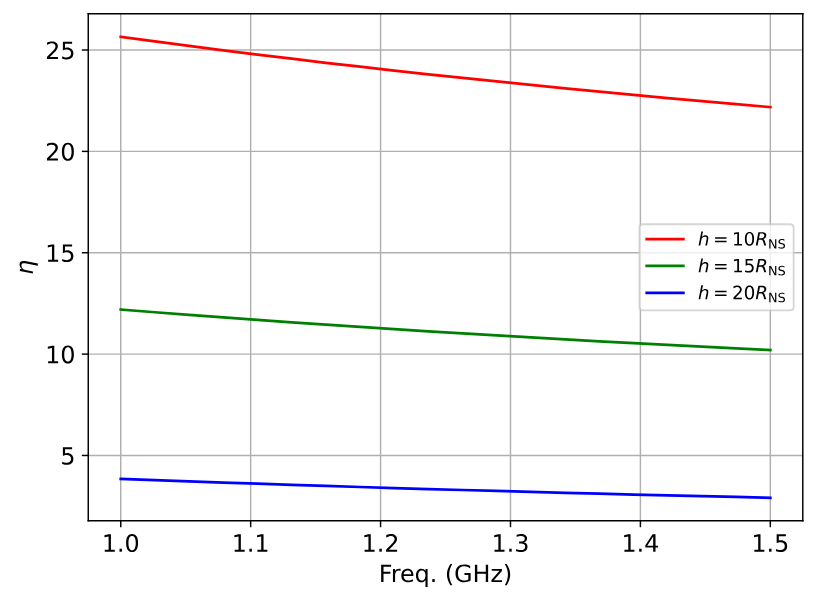 25
20
15
10
5
η
h = 10R_NS
h = 15R_NS
h = 20R_NS
1.0 1.1 1.2 1.3 1.4 1.5
Freq. (GHz)